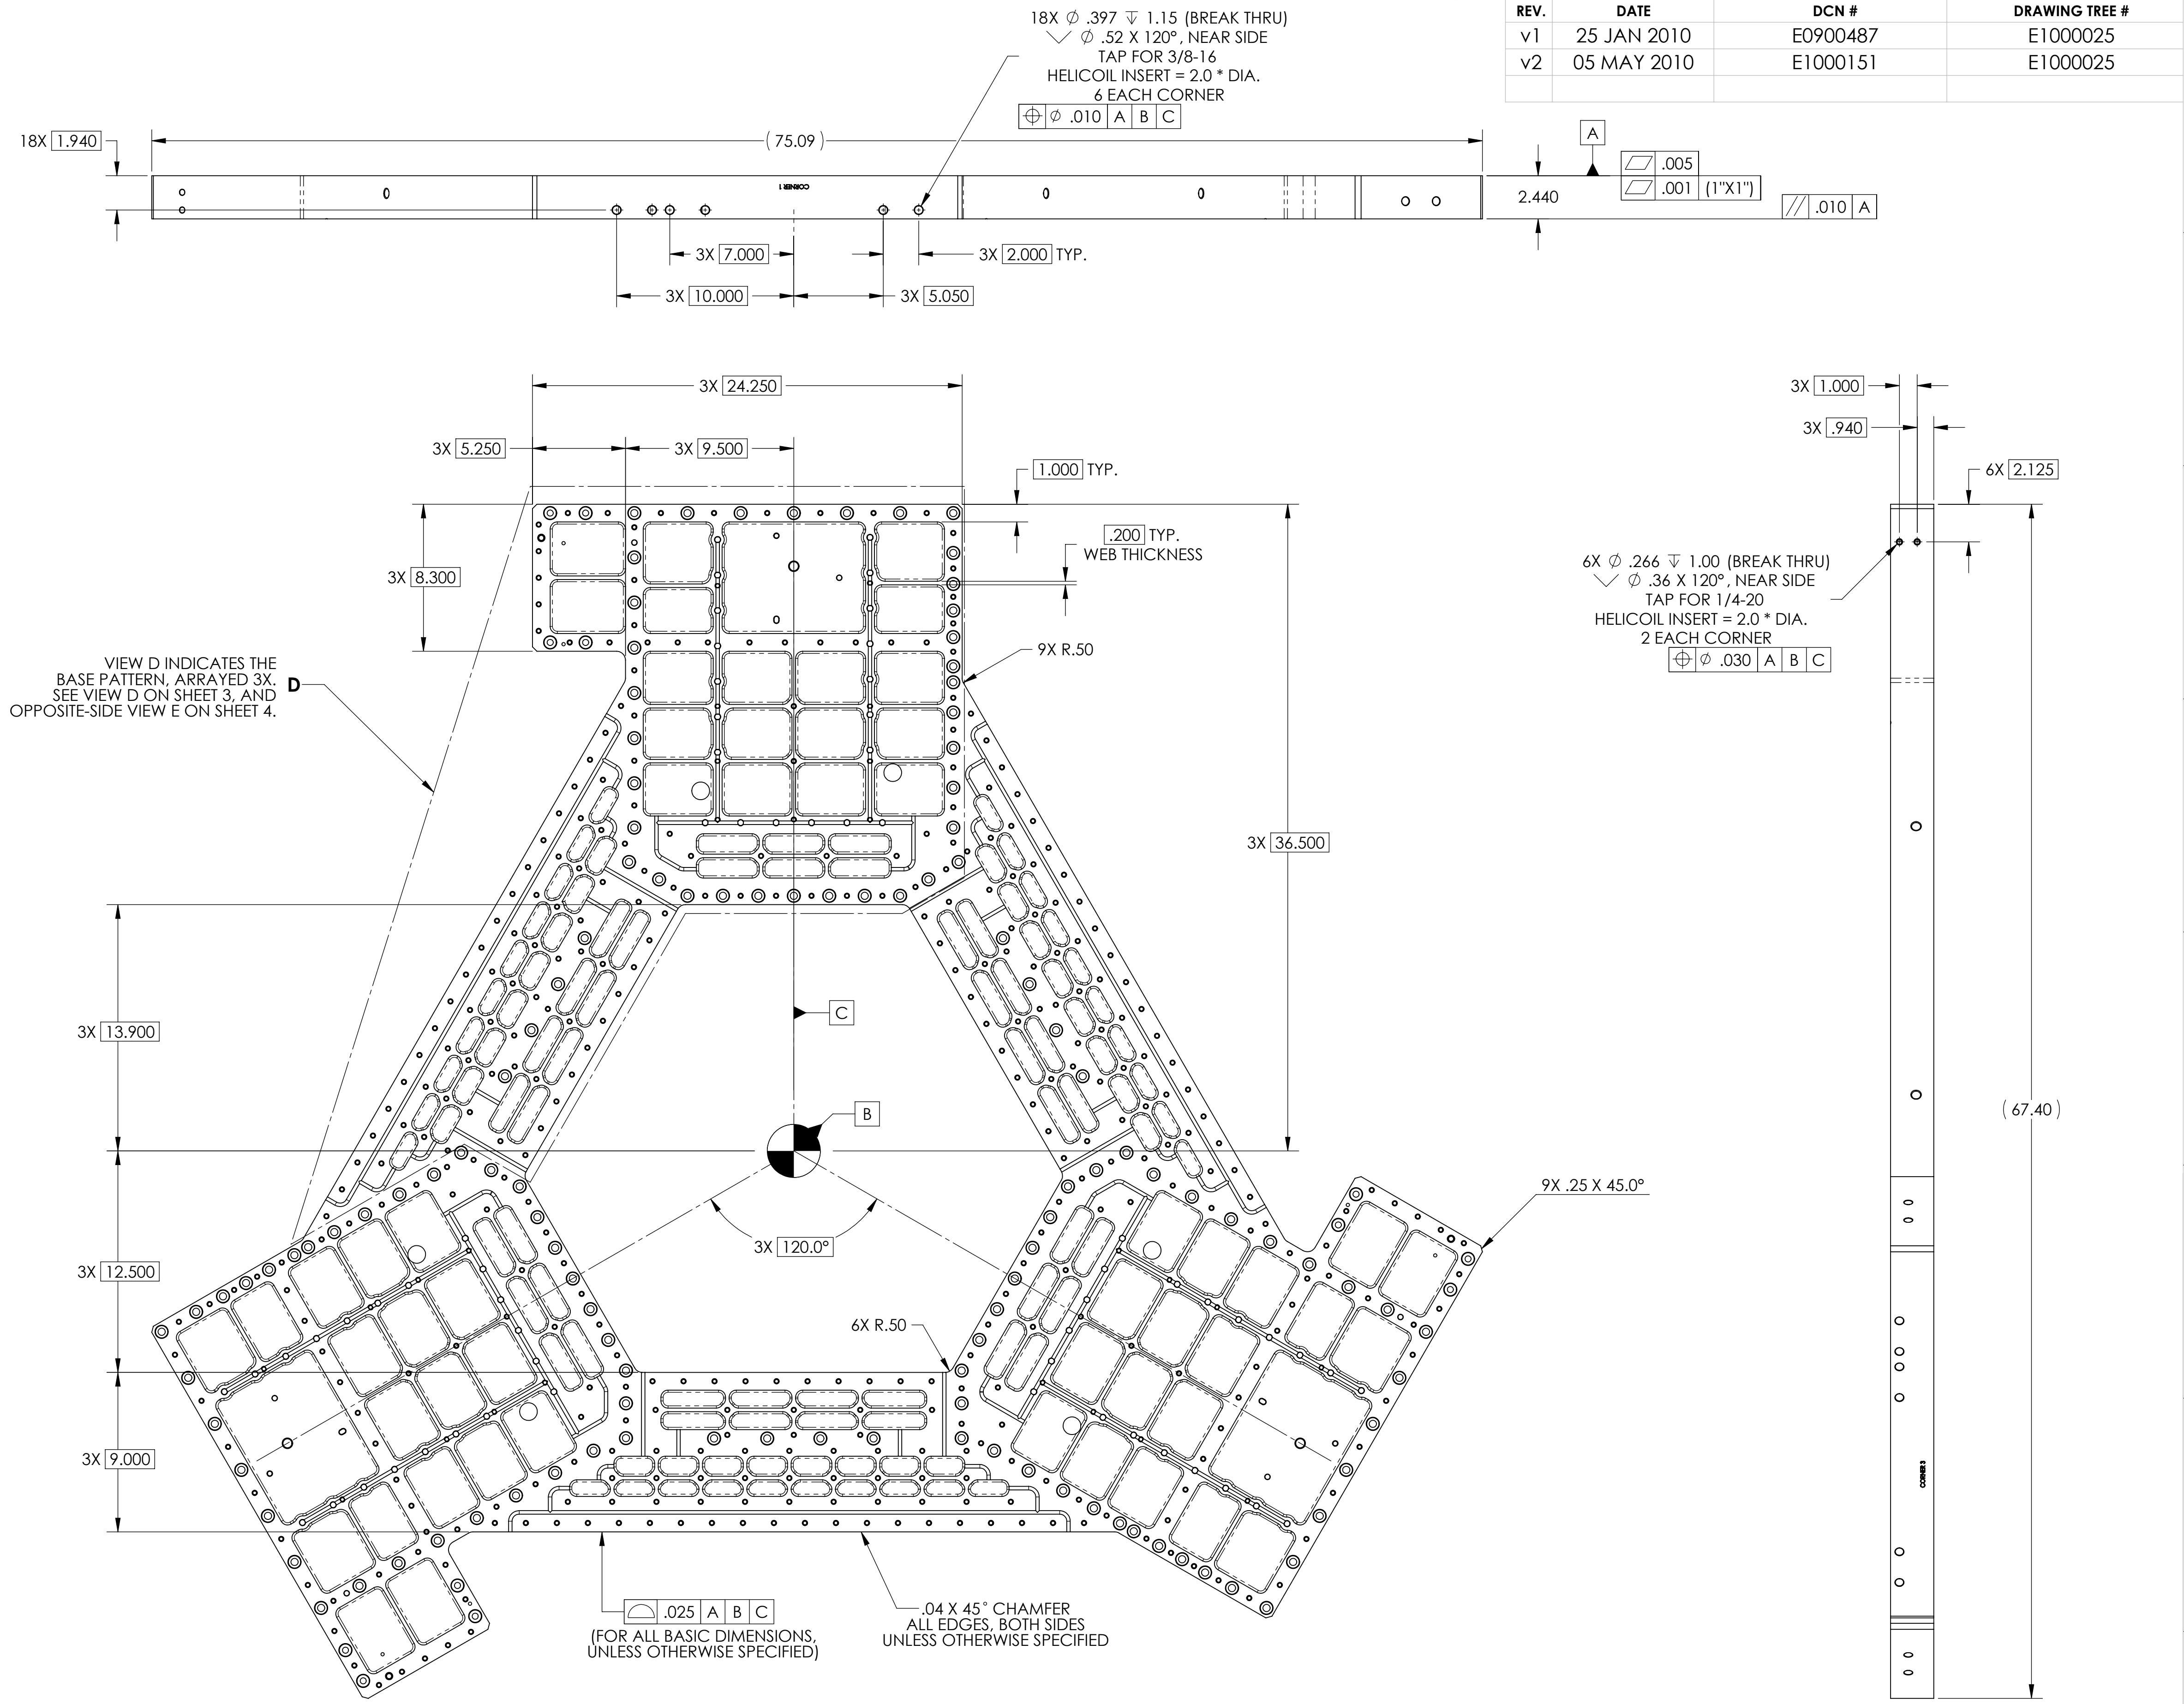 REV. DATE DCN # DRAWING TREE #
v1 25 JAN 2010 E0900487 E1000025
v2 05 MAY 2010 E1000151 E1000025
18X ⌀ .397 ↧ 1.15 (BREAK THRU)
⌵ ⌀ .52 X 120°, NEAR SIDE
TAP FOR 3/8-16
HELICOIL INSERT = 2.0 * DIA.
6 EACH CORNER
⌖ ⌀ .010 A B C
18X 1.940
( 75.09 )
CORNER 1
A
⏥ .005
⏥ .001 (1"X1")
2.440
// .010 A
3X 7.000
3X 2.000 TYP.
3X 10.000
3X 5.050
3X 24.250
3X 5.250
3X 9.500
1.000 TYP.
.200 TYP.
WEB THICKNESS
3X 8.300
9X R.50
VIEW D INDICATES THE
BASE PATTERN, ARRAYED 3X.
SEE VIEW D ON SHEET 3, AND
OPPOSITE-SIDE VIEW E ON SHEET 4.
D
3X 36.500
3X 13.900
C
B
3X 120.0°
3X 12.500
6X R.50
3X 9.000
9X .25 X 45.0°
⌓ .025 A B C
(FOR ALL BASIC DIMENSIONS,
UNLESS OTHERWISE SPECIFIED)
.04 X 45° CHAMFER
ALL EDGES, BOTH SIDES
UNLESS OTHERWISE SPECIFIED
3X 1.000
3X .940
6X 2.125
6X ⌀ .266 ↧ 1.00 (BREAK THRU)
⌵ ⌀ .36 X 120°, NEAR SIDE
TAP FOR 1/4-20
HELICOIL INSERT = 2.0 * DIA.
2 EACH CORNER
⌖ ⌀ .030 A B C
( 67.40 )
CORNER 3